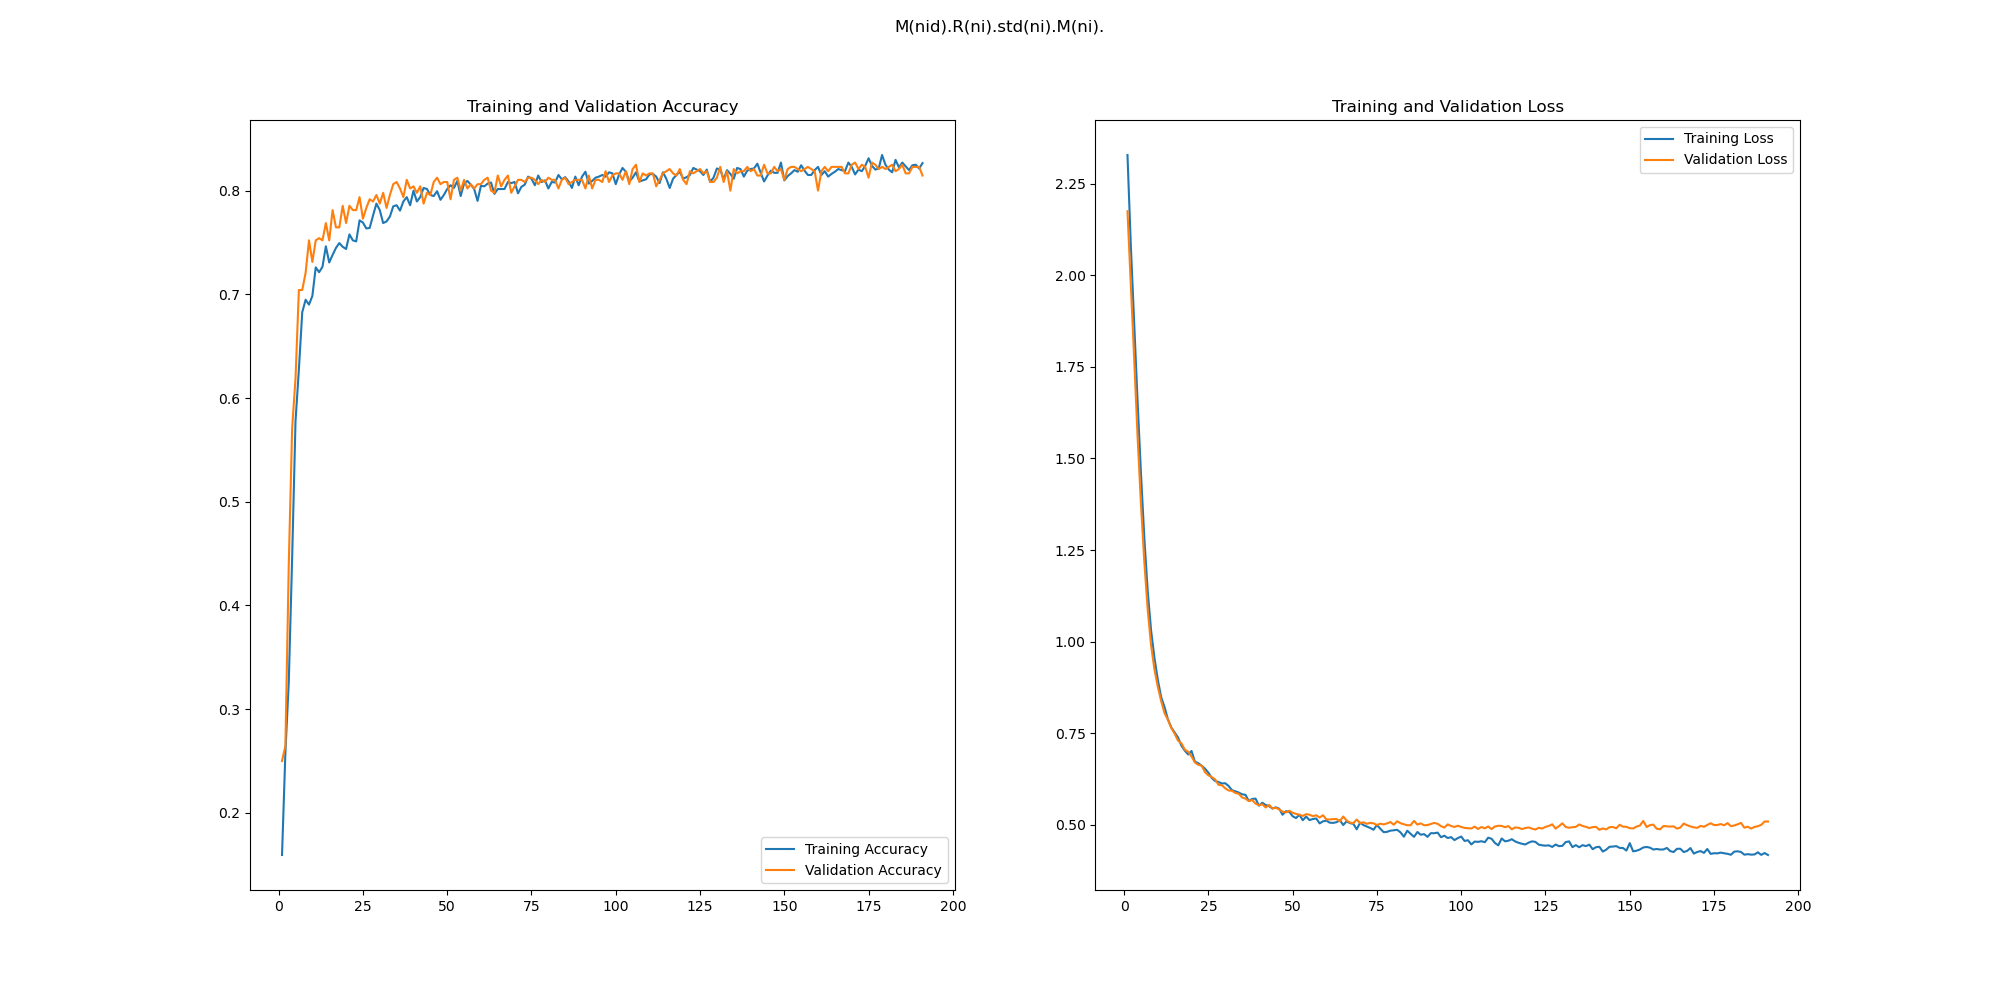 M(nid).R(ni).std(ni).M(ni).
Training and Validation Accuracy
0.8
0.7
0.6
0.5
0.4
0.3
0.2
0 25 50 75 100 125 150 175 200
Training Accuracy
Validation Accuracy
Training and Validation Loss
2.25
2.00
1.75
1.50
1.25
1.00
0.75
0.50
0 25 50 75 100 125 150 175 200
Training Loss
Validation Loss